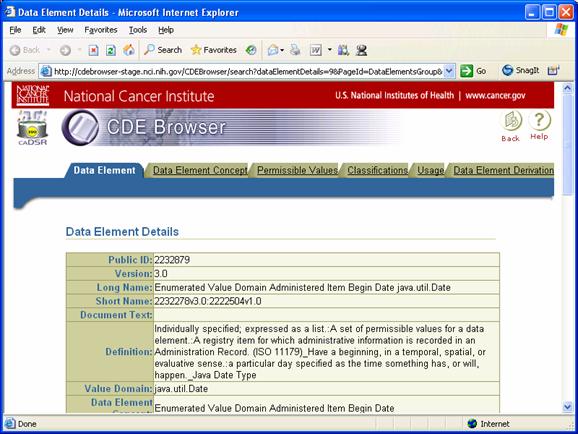 Data Element Details - Microsoft Internet Explorer
File Edit View Favorites Tools Help
Back Search Favorites
Address http://cdebrowser-stage.nci.nih.gov/CDEBrowser/search?dataElementDetails=9&PageId=DataElementsGroup& Go SnagIt
NATIONAL CANCER INSTITUTE National Cancer Institute U.S. National Institutes of Health | www.cancer.gov
caDSR CDE Browser Back Help
Data Element Data Element Concept Permissible Values Classifications Usage Data Element Derivation
Data Element Details
Public ID: 2232879
Version: 3.0
Long Name: Enumerated Value Domain Administered Item Begin Date java.util.Date
Short Name: 2232278v3.0:2222504v1.0
Document Text:
Individually specified; expressed as a list.:A set of permissible values for a data
element.:A registry item for which administrative information is recorded in an
Definition: Administration Record. (ISO 11179)_Have a beginning, in a temporal, spatial, or
evaluative sense.:a particular day specified as the time something has, or will,
happen._Java Date Type
Value Domain: java.util.Date
Data Element
Enumerated Value Domain Administered Item Begin Date
Done Internet